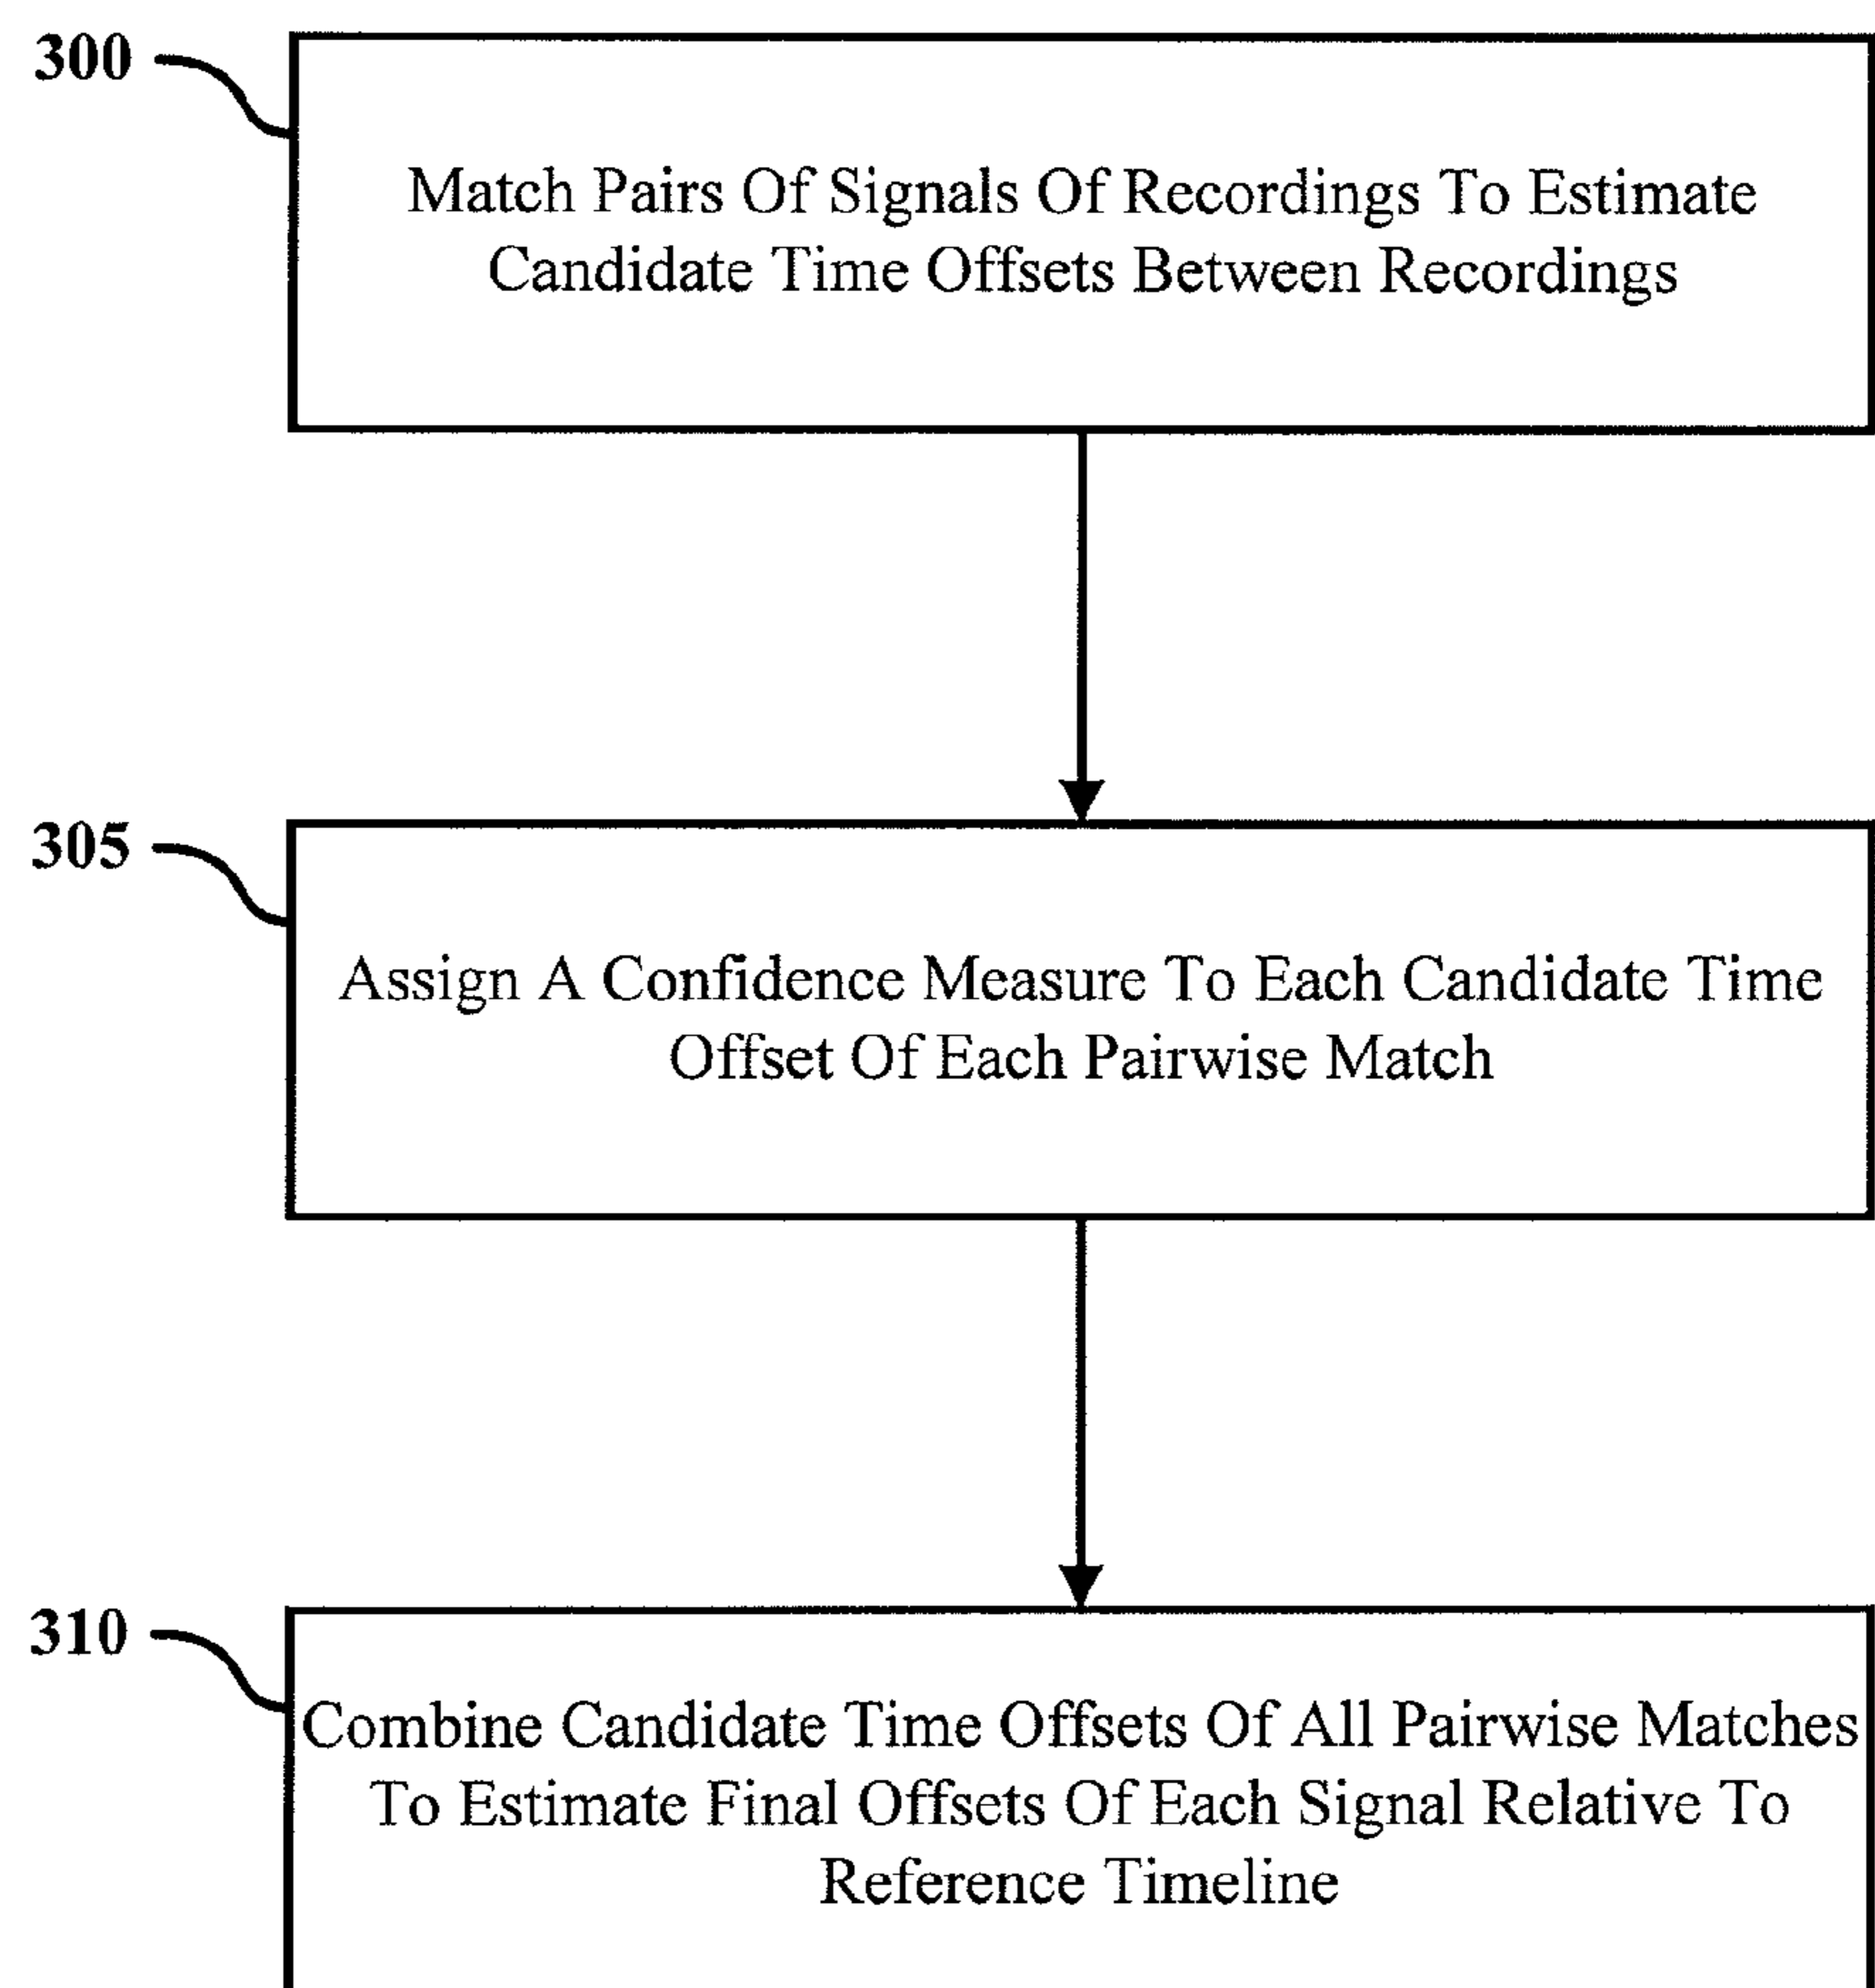 300
Match Pairs Of Signals Of Recordings To Estimate
Candidate Time Offsets Between Recordings
305
Assign A Confidence Measure To Each Candidate Time
Offset Of Each Pairwise Match
310
Combine Candidate Time Offsets Of All Pairwise Matches
To Estimate Final Offsets Of Each Signal Relative To
Reference Timeline